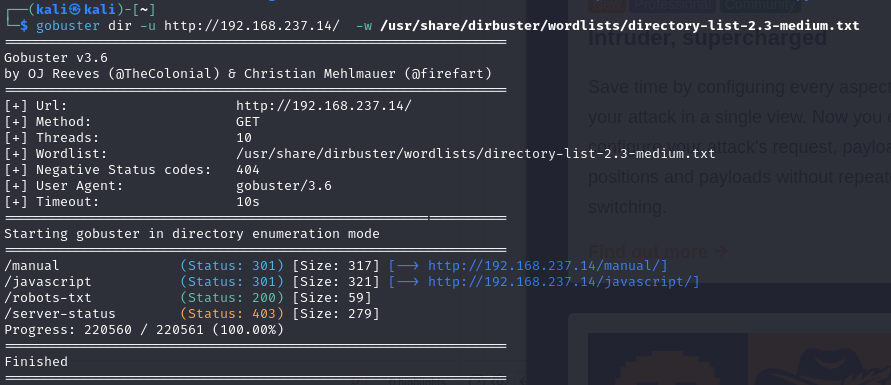 ┌──(kali㉿kali)-[~]
└─$ gobuster dir -u http://192.168.237.14/  -w /usr/share/dirbuster/wordlists/directory-list-2.3-medium.txt
===============================================================
Gobuster v3.6
by OJ Reeves (@TheColonial) & Christian Mehlmauer (@firefart)
===============================================================
[+] Url:                     http://192.168.237.14/
[+] Method:                  GET
[+] Threads:                 10
[+] Wordlist:                /usr/share/dirbuster/wordlists/directory-list-2.3-medium.txt
[+] Negative Status codes:   404
[+] User Agent:              gobuster/3.6
[+] Timeout:                 10s
===============================================================
Starting gobuster in directory enumeration mode
===============================================================
/manual               (Status: 301) [Size: 317] [--> http://192.168.237.14/manual/]
/javascript           (Status: 301) [Size: 321] [--> http://192.168.237.14/javascript/]
/robots-txt           (Status: 200) [Size: 59]
/server-status        (Status: 403) [Size: 279]
Progress: 220560 / 220561 (100.00%)
===============================================================
Finished
===============================================================
Professional Community
Intruder, supercharged
Save time by configuring every aspect
your attack in a single view. Now you
configure your attack's request, payload
positions and payloads without
switching.
Find out more →